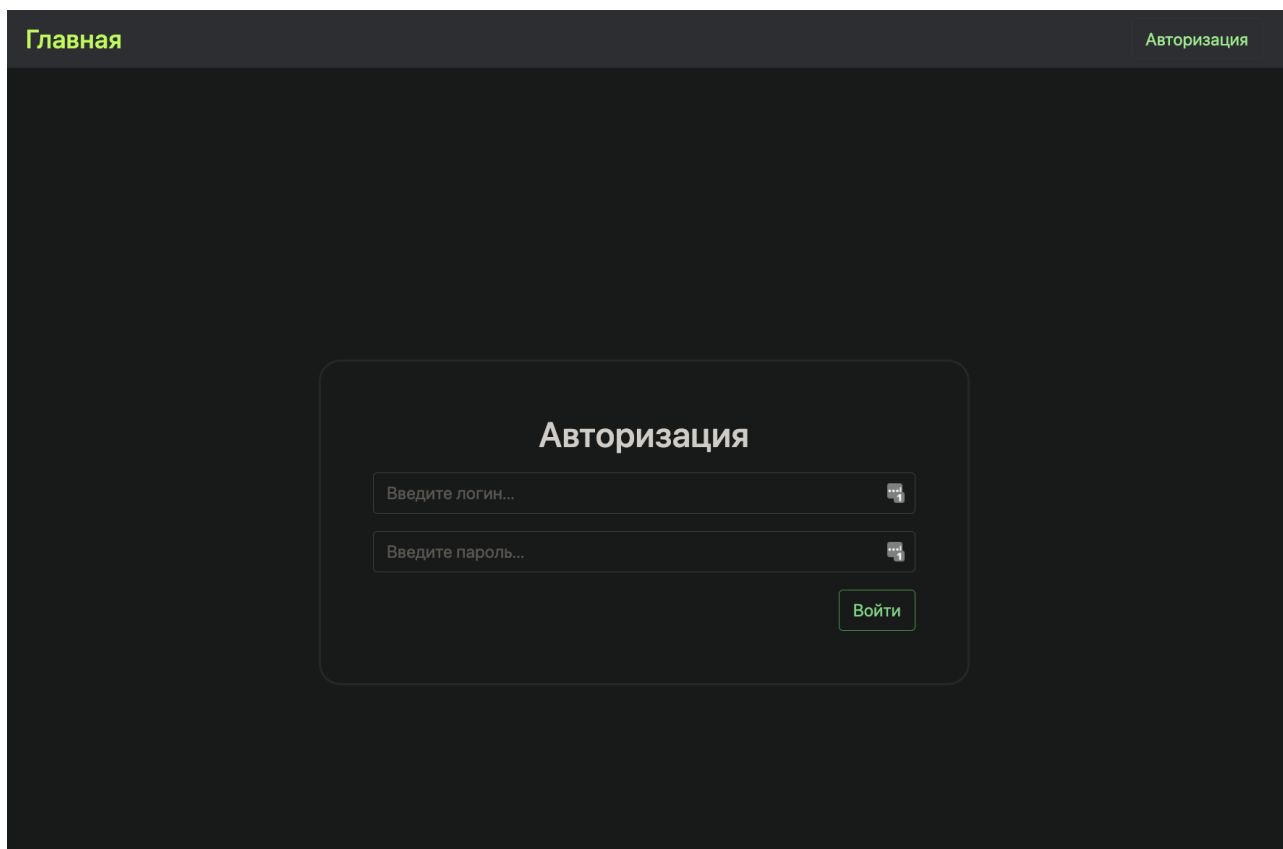 Главная
Авторизация
Авторизация
Введите логин...
Введите пароль...
Войти